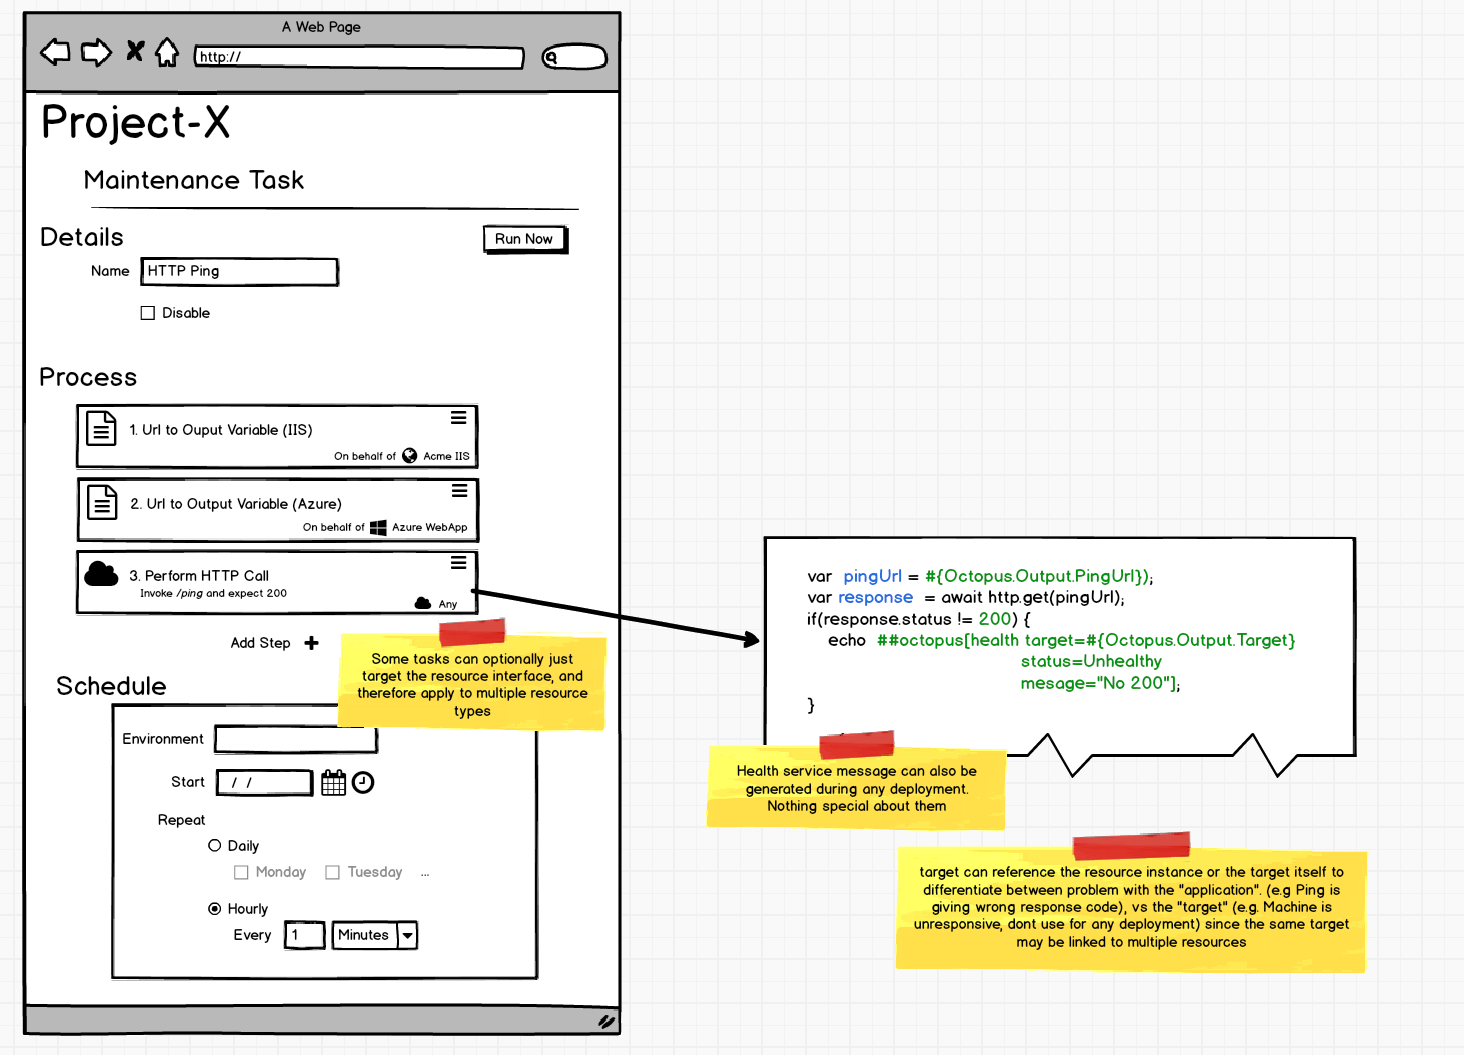 A Web Page
http://
Project-X
Maintenance Task
Details
Run Now
Name
HTTP Ping
Disable
Process
1. Url to Ouput Variable (IIS)
On behalf of Acme IIS
2. Url to Output Variable (Azure)
On behalf of Azure WebApp
3. Perform HTTP Call
Invoke /ping and expect 200
Any
Add Step
Some tasks can optionally just
target the resource interface, and
therefore apply to multiple resource
types
Schedule
Environment
Start / /
Repeat
Daily
Monday Tuesday ...
Hourly
Every 1 Minutes
var pingUrl = #{Octopus.Output.PingUrl});
var response = await http.get(pingUrl);
if(response.status != 200) {
echo ##octopus[health target=#{Octopus.Output.Target}
status=Unhealthy
mesage="No 200"];
}
Health service message can also be
generated during any deployment.
Nothing special about them
target can reference the resource instance or the target itself to
differentiate between problem with the "application". (e.g Ping is
giving wrong response code), vs the "target" (e.g. Machine is
unresponsive, dont use for any deployment) since the same target
may be linked to multiple resources